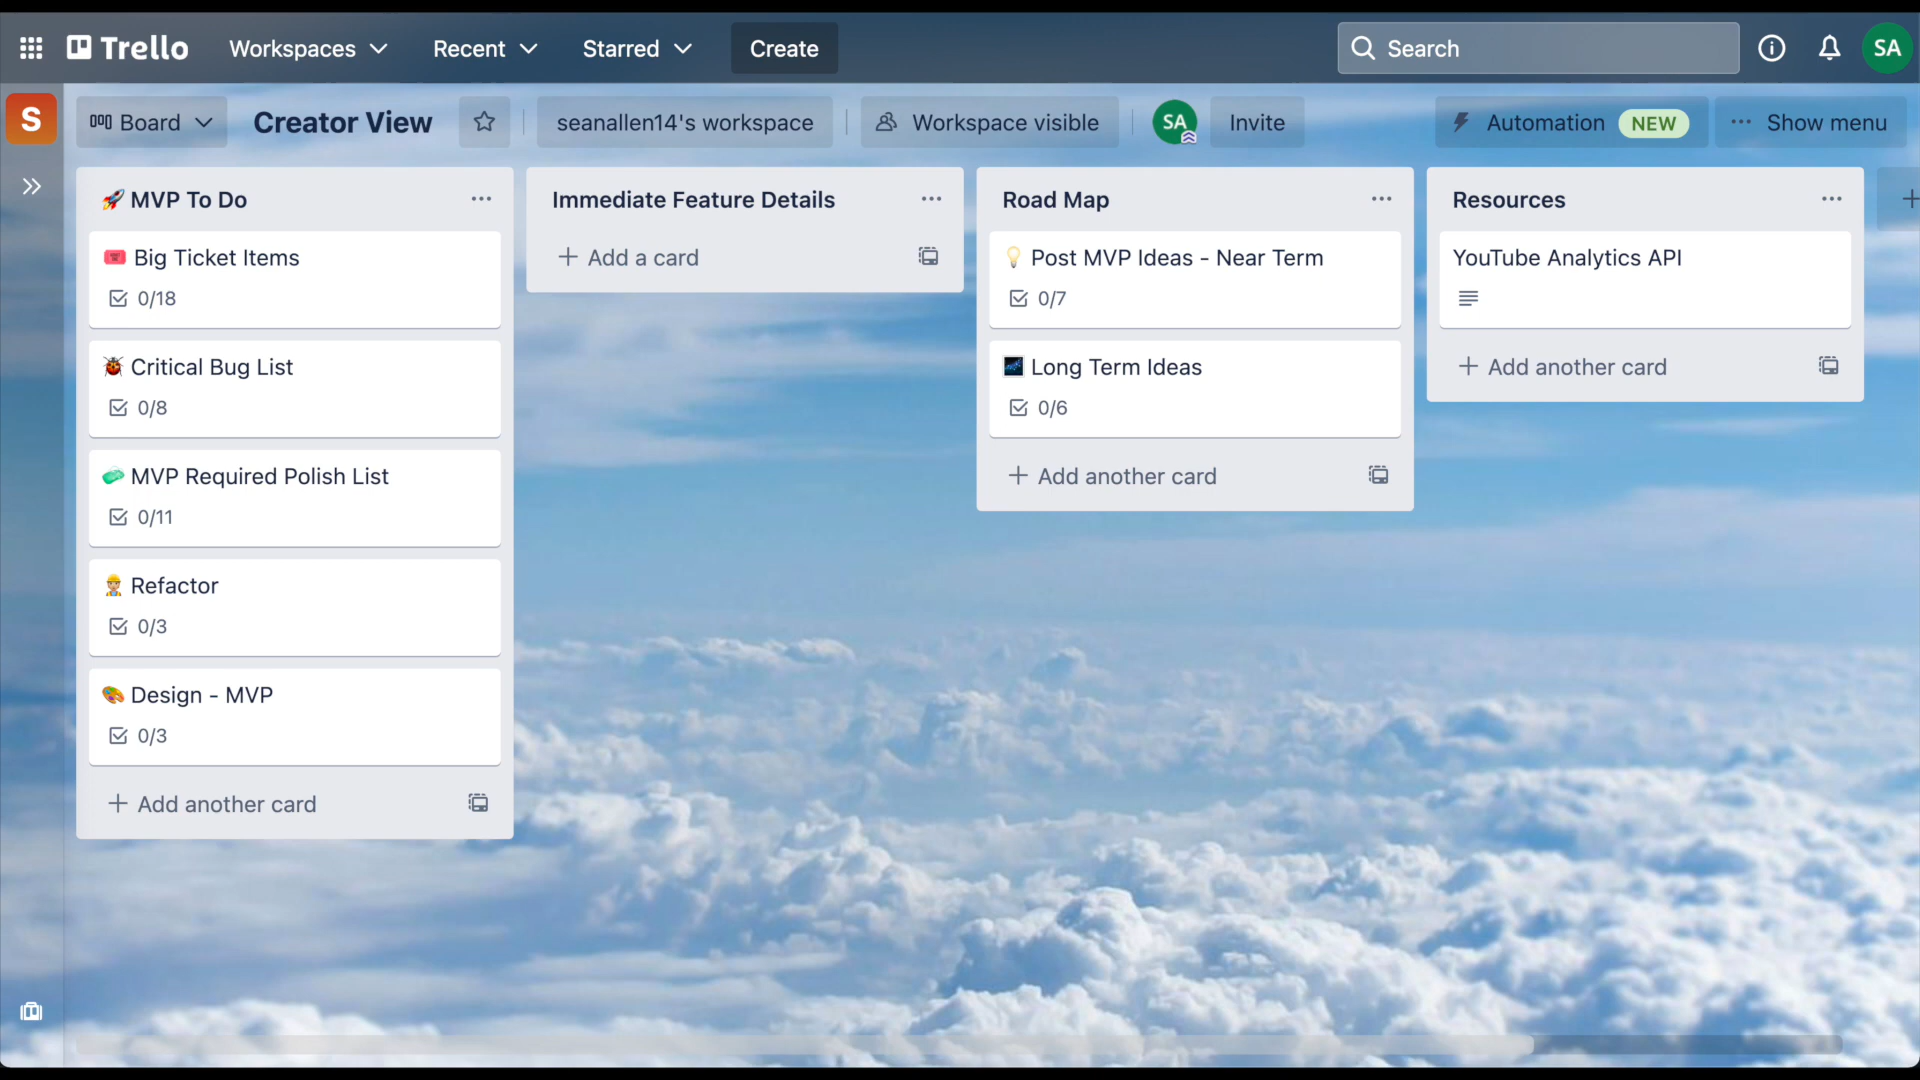 Trello
Workspaces
Recent
Starred
Create
Search
SA
S
Board
Creator View
seanallen14's workspace
Workspace visible
SA
Invite
Automation NEW
Show menu
MVP To Do
Big Ticket Items
0/18
Critical Bug List
0/8
MVP Required Polish List
0/11
Refactor
0/3
Design - MVP
0/3
+ Add another card
Immediate Feature Details
+ Add a card
Road Map
Post MVP Ideas - Near Term
0/7
Long Term Ideas
0/6
+ Add another card
Resources
YouTube Analytics API
+ Add another card